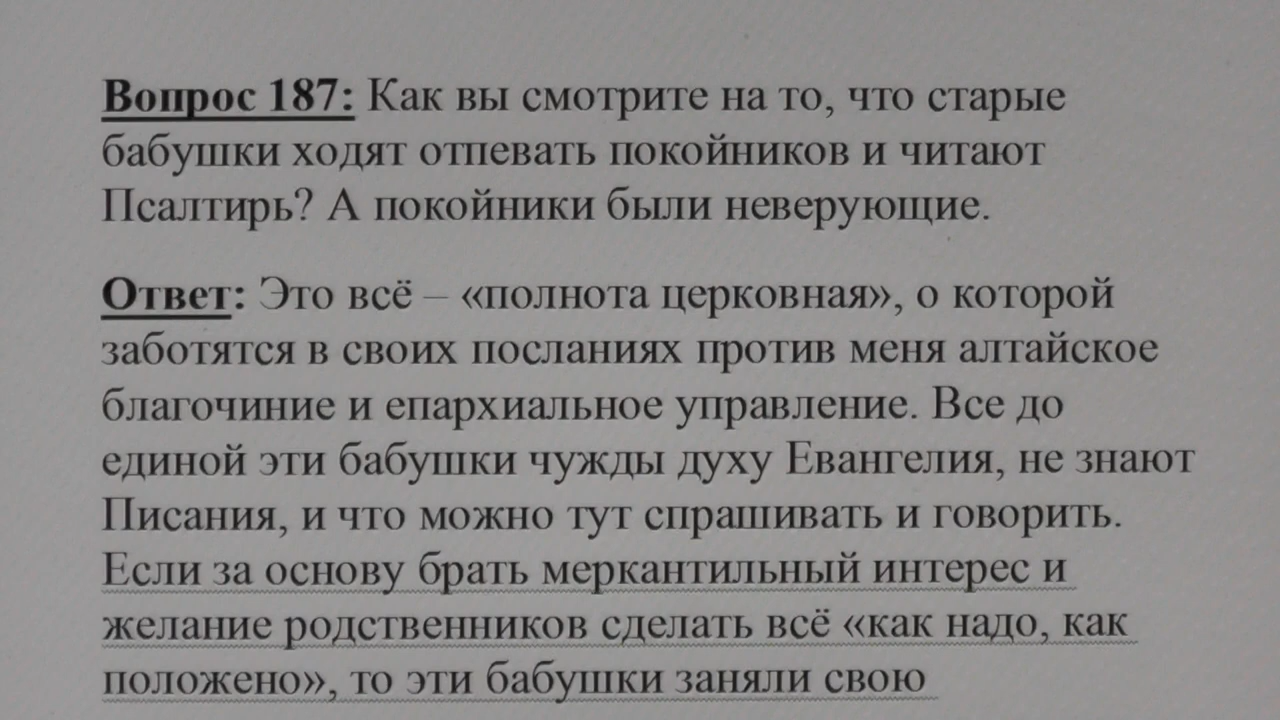 Вопрос 187: Как вы смотрите на то, что старые
бабушки ходят отпевать покойников и читают
Псалтирь? А покойники были неверующие.
Ответ: Это всё – «полнота церковная», о которой
заботятся в своих посланиях против меня алтайское
благочиние и епархиальное управление. Все до
единой эти бабушки чужды духу Евангелия, не знают
Писания, и что можно тут спрашивать и говорить.
Если за основу брать меркантильный интерес и
желание родственников сделать всё «как надо, как
положено», то эти бабушки заняли свою